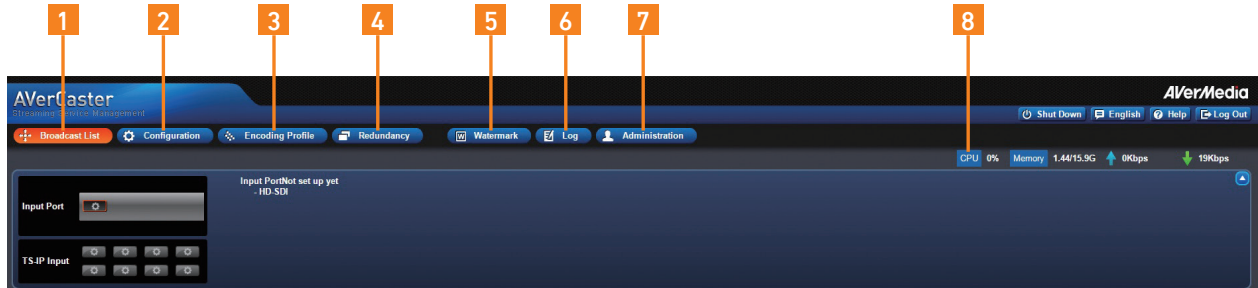 1 2 3 4 5 6 7 8
AVerCaster
AVerMedia
Streaming Service Management
Shut Down English Help Log Out
Broadcast List Configuration Encoding Profile Redundancy Watermark Log Administration
CPU 0% Memory 1.44/15.9G 0Kbps 19Kbps
Input PortNot set up yet
- HD-SDI
Input Port
TS-IP Input